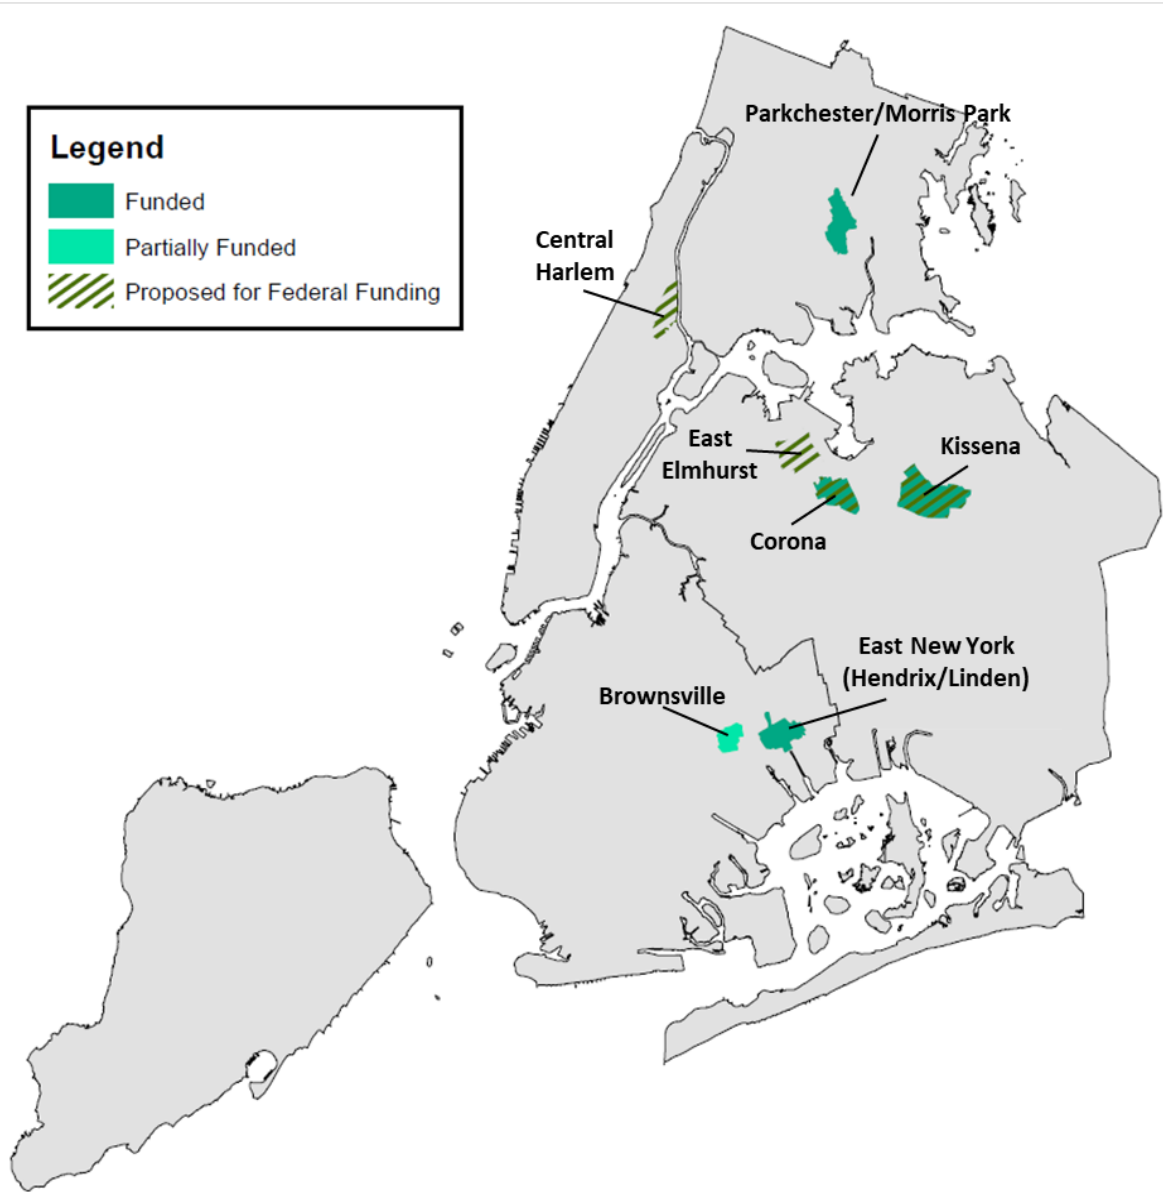 Legend
Funded
Partially Funded
Proposed for Federal Funding
Parkchester/Morris Park
Central
Harlem
East
Elmhurst
Kissena
Corona
East New York
(Hendrix/Linden)
Brownsville